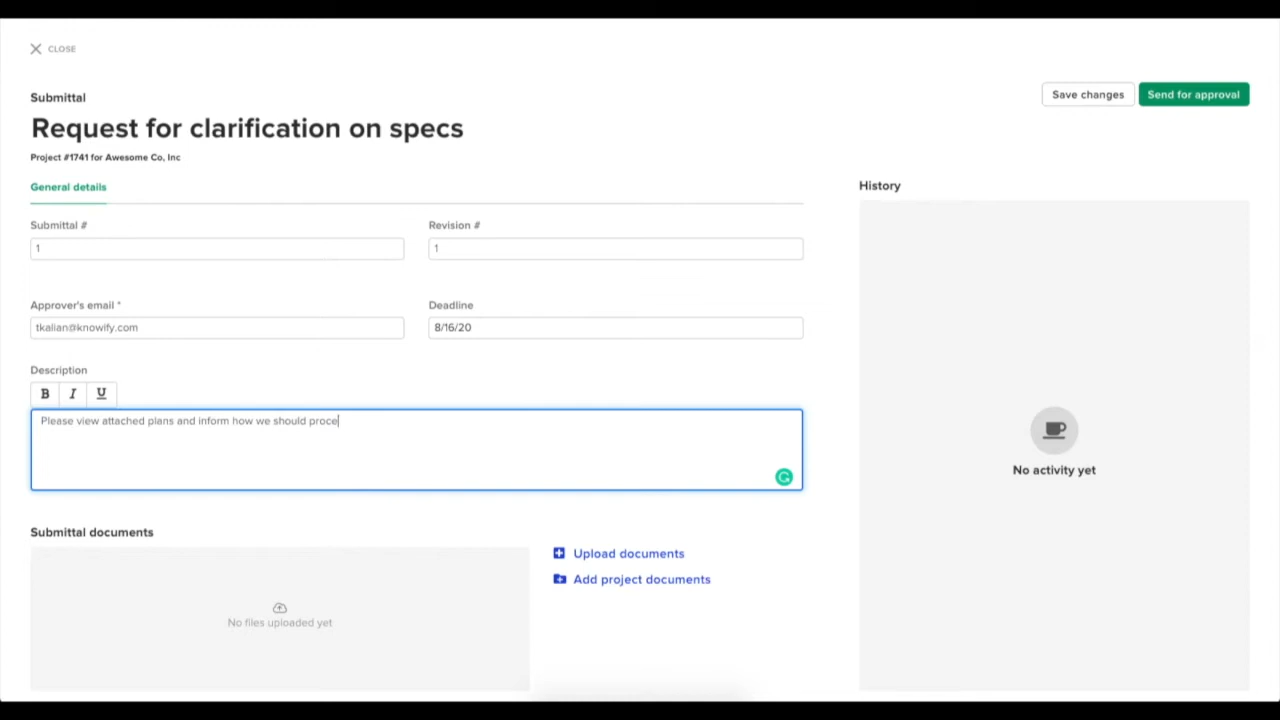 CLOSE
Submittal
Save changes
Send for approval
Request for clarification on specs
Project #1741 for Awesome Co, Inc
General details
History
Submittal #
Revision #
1
1
Approver's email *
Deadline
tkalian@knowify.com
8/16/20
Description
B I U
Please view attached plans and inform how we should proce
No activity yet
Submittal documents
Upload documents
Add project documents
No files uploaded yet